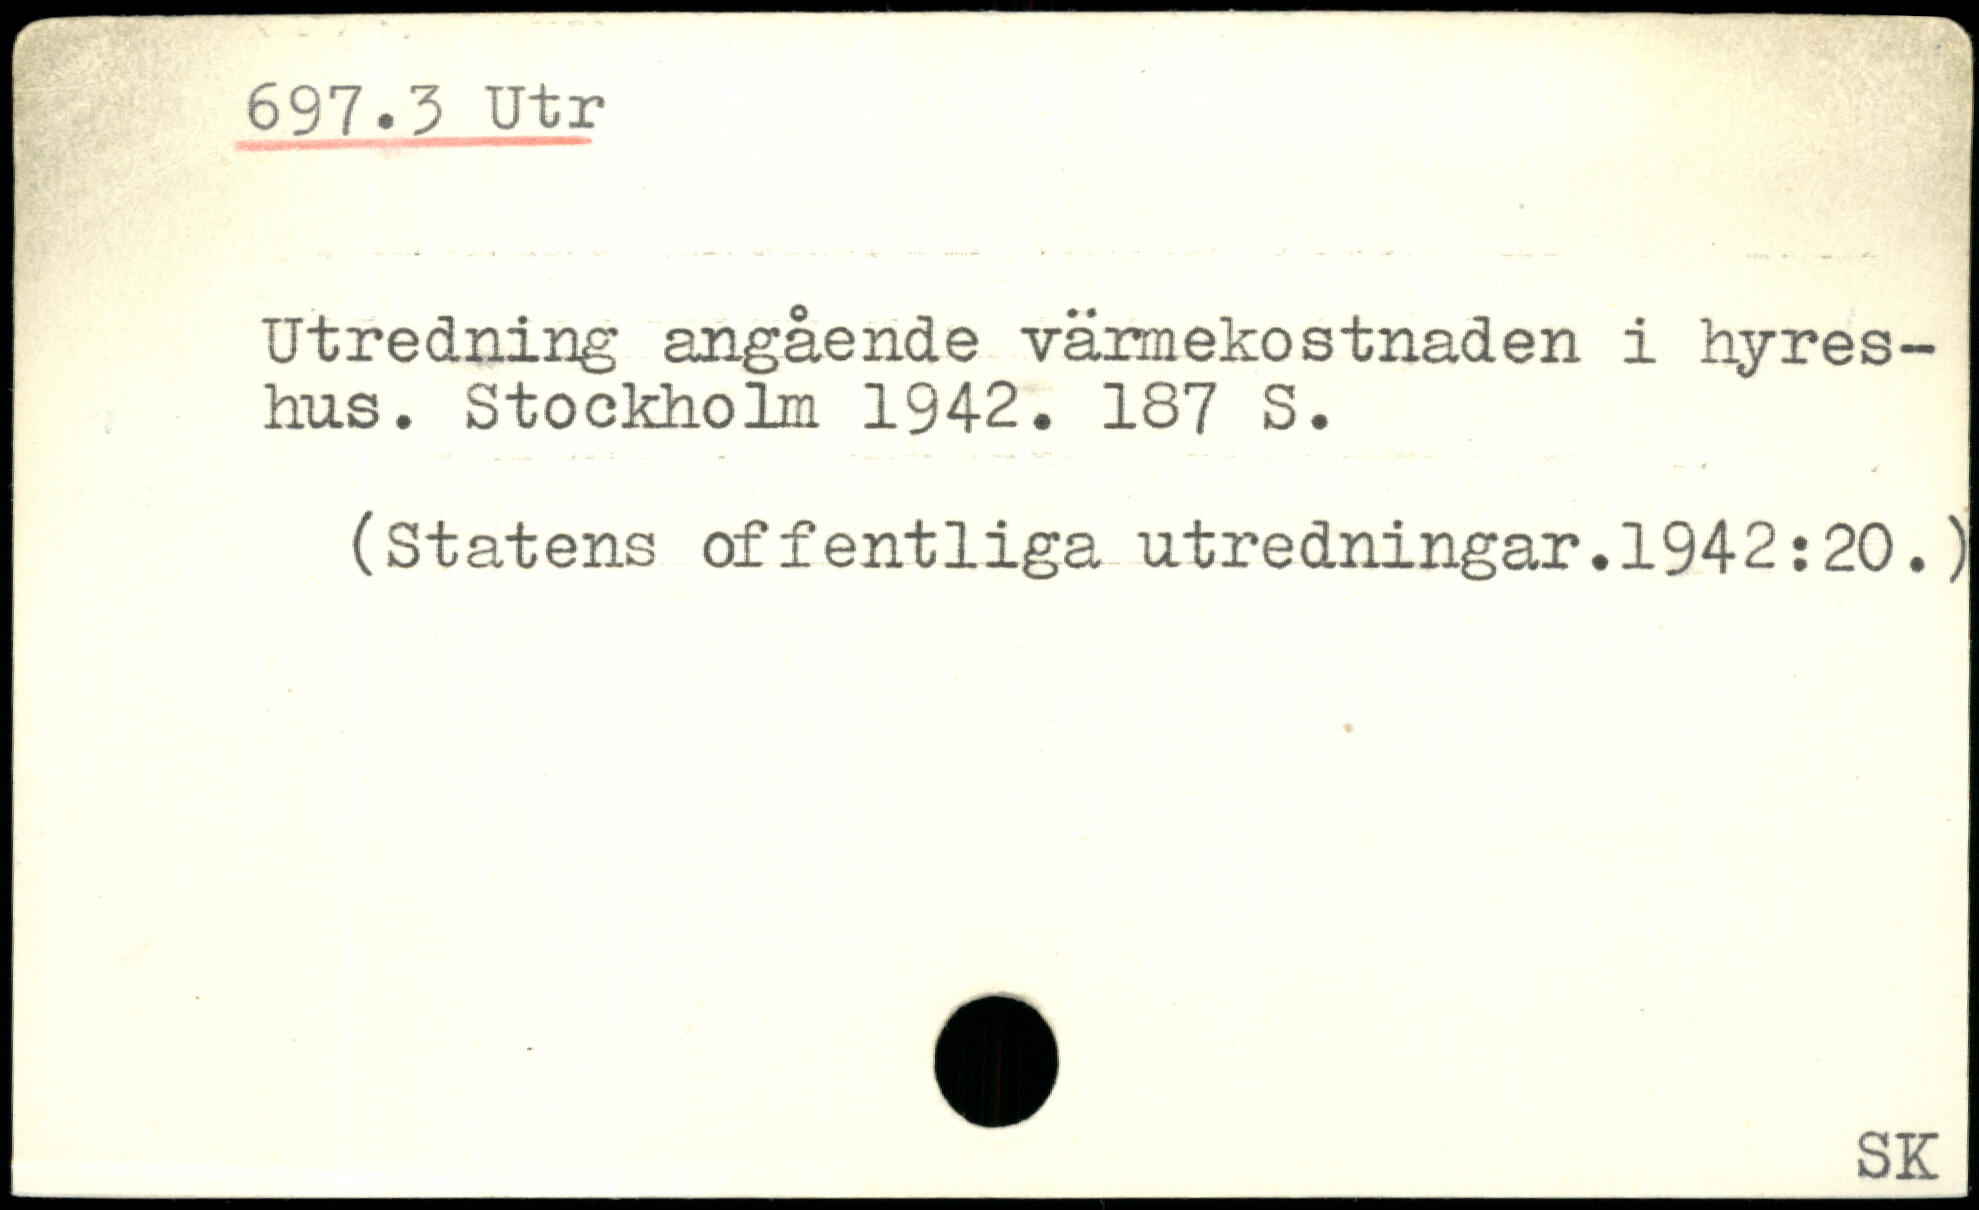 697.3 Utr
Utredning angående värmekostnaden i hyres-
hus. Stockholm 1942. 187 S.
(Statens offentliga utredningar.1942:20.)
SK